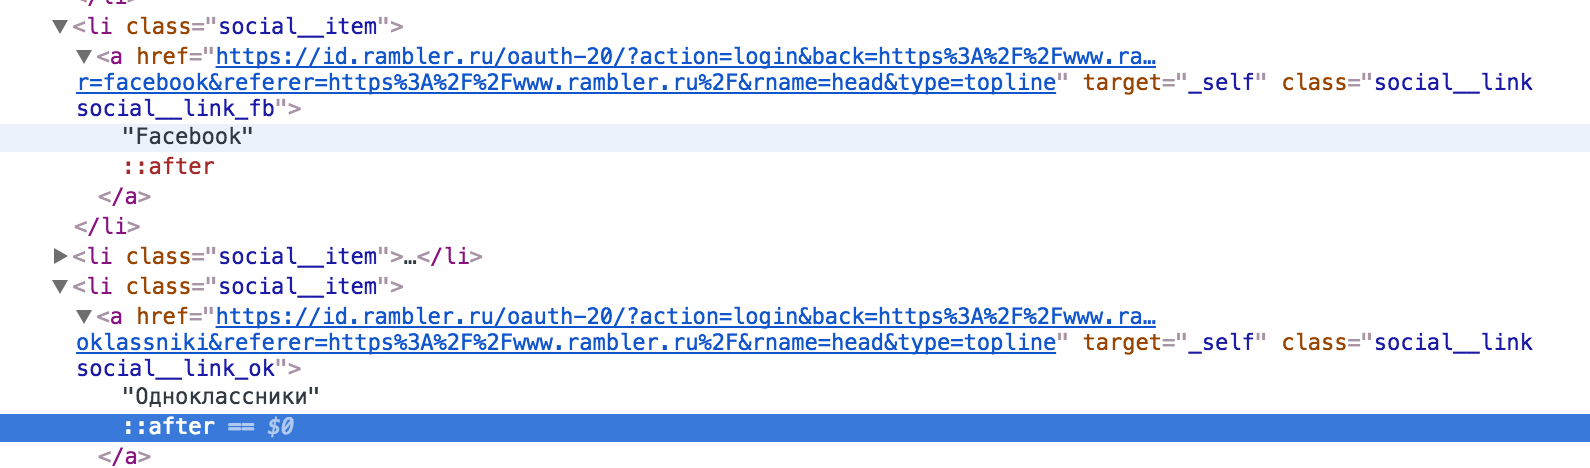 </li>
▼<li class="social__item">
▼<a href="https://id.rambler.ru/oauth-20/?action=login&back=https%3A%2F%2Fwww.ra…
r=facebook&referer=https%3A%2F%2Fwww.rambler.ru%2F&rname=head&type=topline" target="_self" class="social__link
social__link_fb">
"Facebook"
::after
</a>
</li>
▶<li class="social__item">…</li>
▼<li class="social__item">
▼<a href="https://id.rambler.ru/oauth-20/?action=login&back=https%3A%2F%2Fwww.ra…
oklassniki&referer=https%3A%2F%2Fwww.rambler.ru%2F&rname=head&type=topline" target="_self" class="social__link
social__link_ok">
"Одноклассники"
::after == $0
</a>